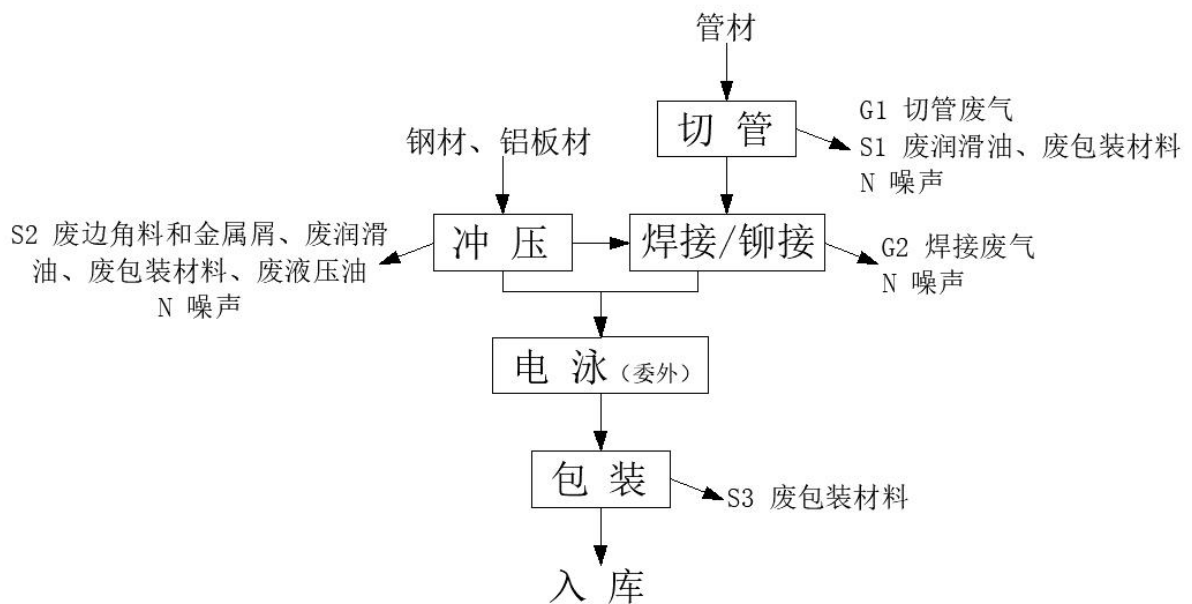 管材
切 管
G1 切管废气
S1 废润滑油、废包装材料
N 噪声
钢材、铝板材
S2 废边角料和金属屑、废润滑
油、废包装材料、废液压油
N 噪声
冲 压
焊接/铆接
G2 焊接废气
N 噪声
电 泳（委外）
包 装
S3 废包装材料
入 库